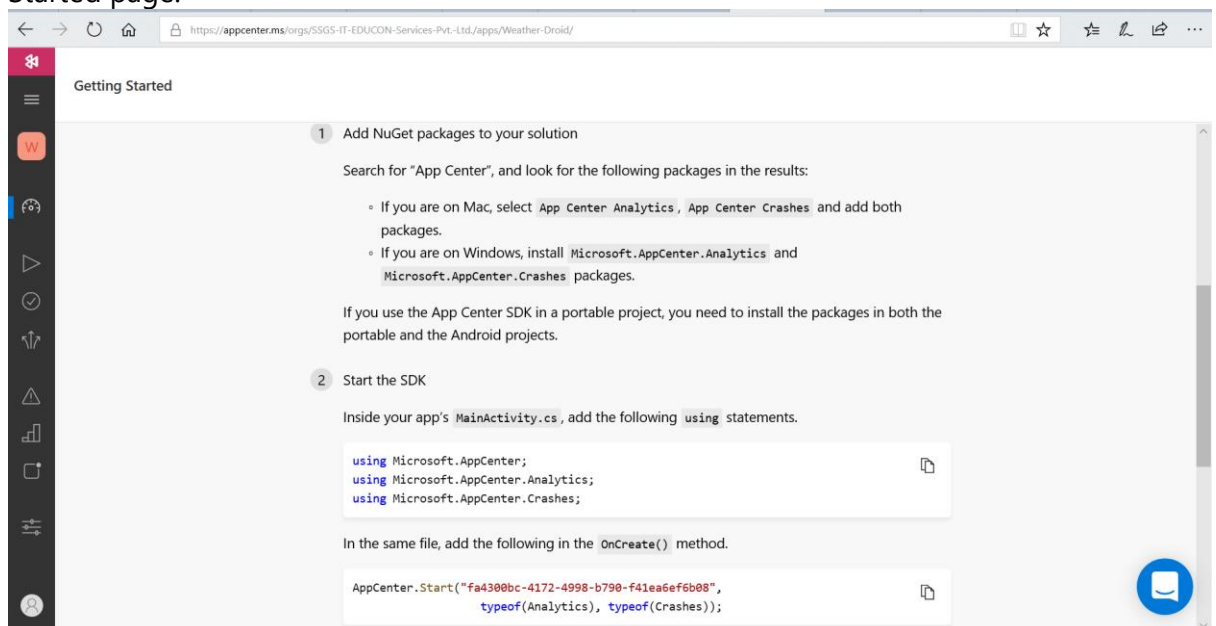 Started page.
https://appcenter.ms/orgs/SSGS-IT-EDUCON-Services-Pvt.-Ltd./apps/Weather-Droid/
Getting Started
W
1 Add NuGet packages to your solution
Search for "App Center", and look for the following packages in the results:
◦ If you are on Mac, select App Center Analytics, App Center Crashes and add both
packages.
◦ If you are on Windows, install Microsoft.AppCenter.Analytics and
Microsoft.AppCenter.Crashes packages.
If you use the App Center SDK in a portable project, you need to install the packages in both the
portable and the Android projects.
2 Start the SDK
Inside your app's MainActivity.cs, add the following using statements.
using Microsoft.AppCenter;
using Microsoft.AppCenter.Analytics;
using Microsoft.AppCenter.Crashes;
In the same file, add the following in the OnCreate() method.
AppCenter.Start("fa4300bc-4172-4998-b790-f41ea6ef6b08",
typeof(Analytics), typeof(Crashes));